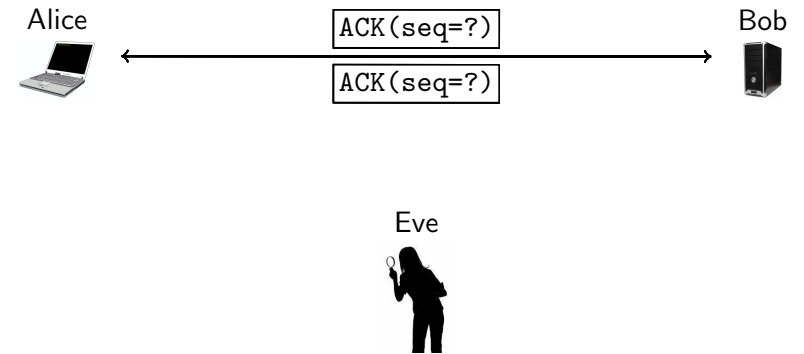 Alice
Bob
ACK(seq=?)
ACK(seq=?)
Eve